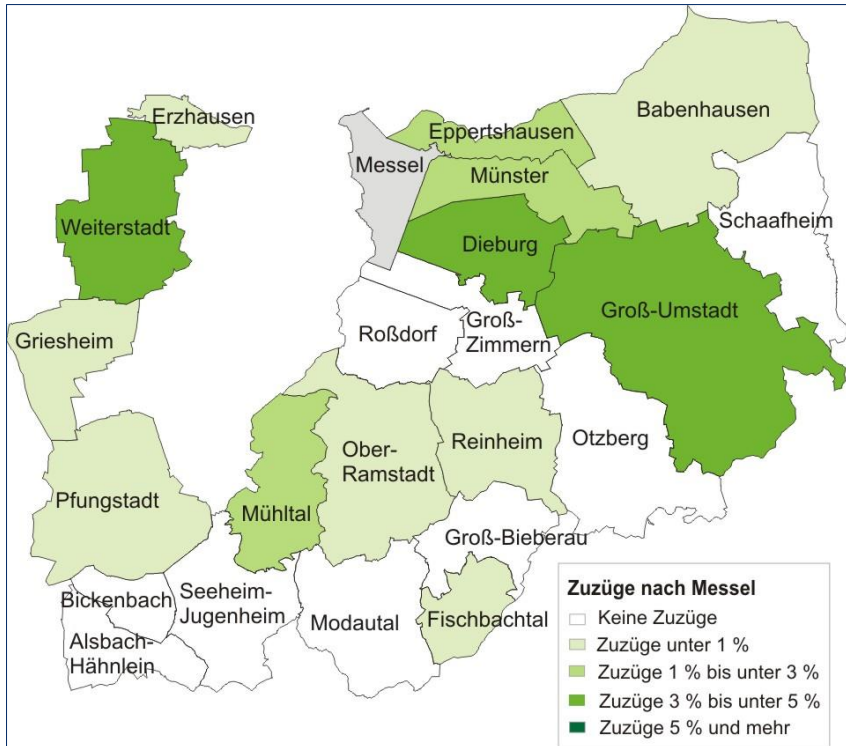 Babenhausen
Erzhausen
Eppertshausen
Messel
Münster
Schaafheim
Weiterstadt
Dieburg
Groß-Umstadt
Griesheim
Roßdorf
Groß-
Zimmern
Otzberg
Reinheim
Ober-
Ramstadt
Pfungstadt
Mühltal
Groß-Bieberau
Bickenbach
Seeheim-
Jugenheim
Modautal
Fischbachtal
Alsbach-
Hähnlein
Zuzüge nach Messel
Keine Zuzüge
Zuzüge unter 1 %
Zuzüge 1 % bis unter 3 %
Zuzüge 3 % bis unter 5 %
Zuzüge 5 % und mehr